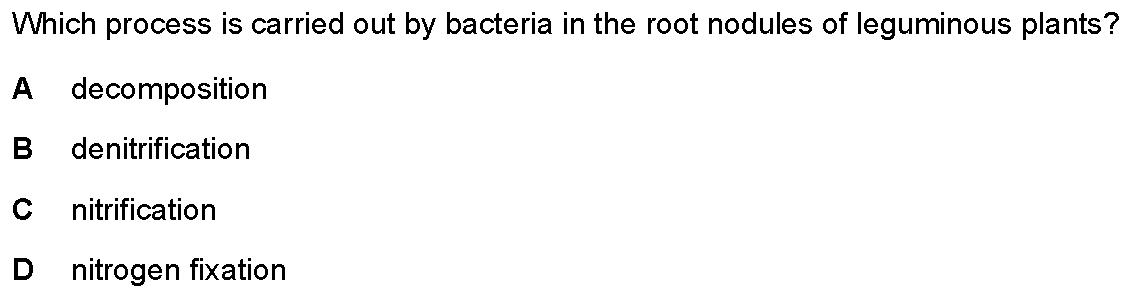 Which process is carried out by bacteria in the root nodules of leguminous plants?
A decomposition
B denitrification
C nitrification
D nitrogen fixation